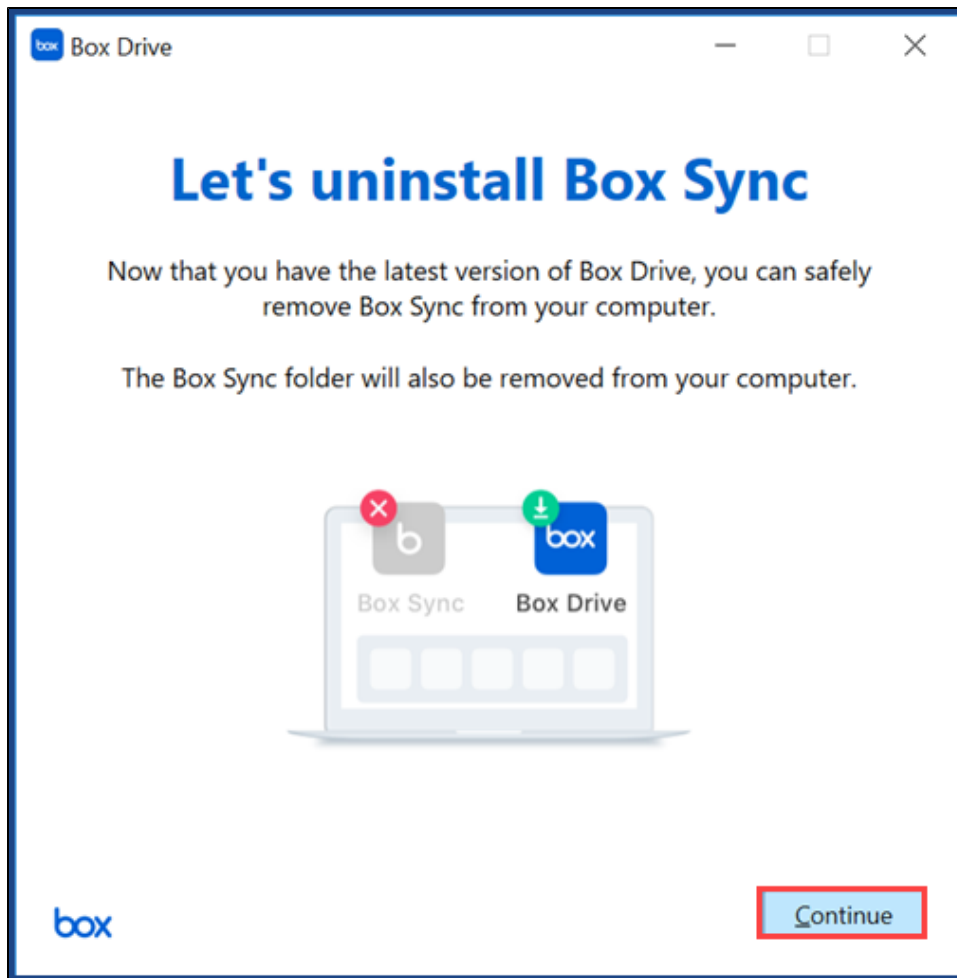 box Box Drive
Let's uninstall Box Sync
Now that you have the latest version of Box Drive, you can safely
remove Box Sync from your computer.
The Box Sync folder will also be removed from your computer.
b box
Box Sync Box Drive
box Continue